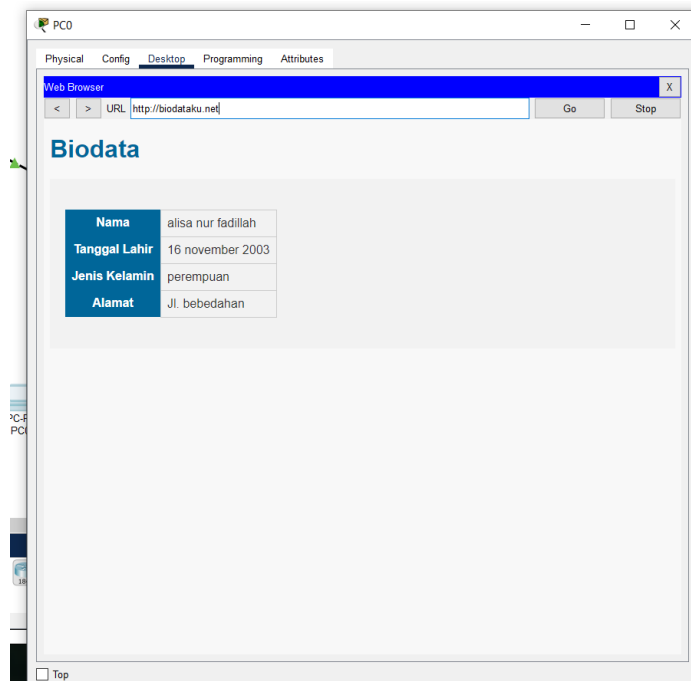 PC0
Physical Config Desktop Programming Attributes
Web Browser X
< > URL http://biodataku.net Go Stop
Biodata
Nama alisa nur fadillah
Tanggal Lahir 16 november 2003
Jenis Kelamin perempuan
Alamat Jl. bebedahan
Top